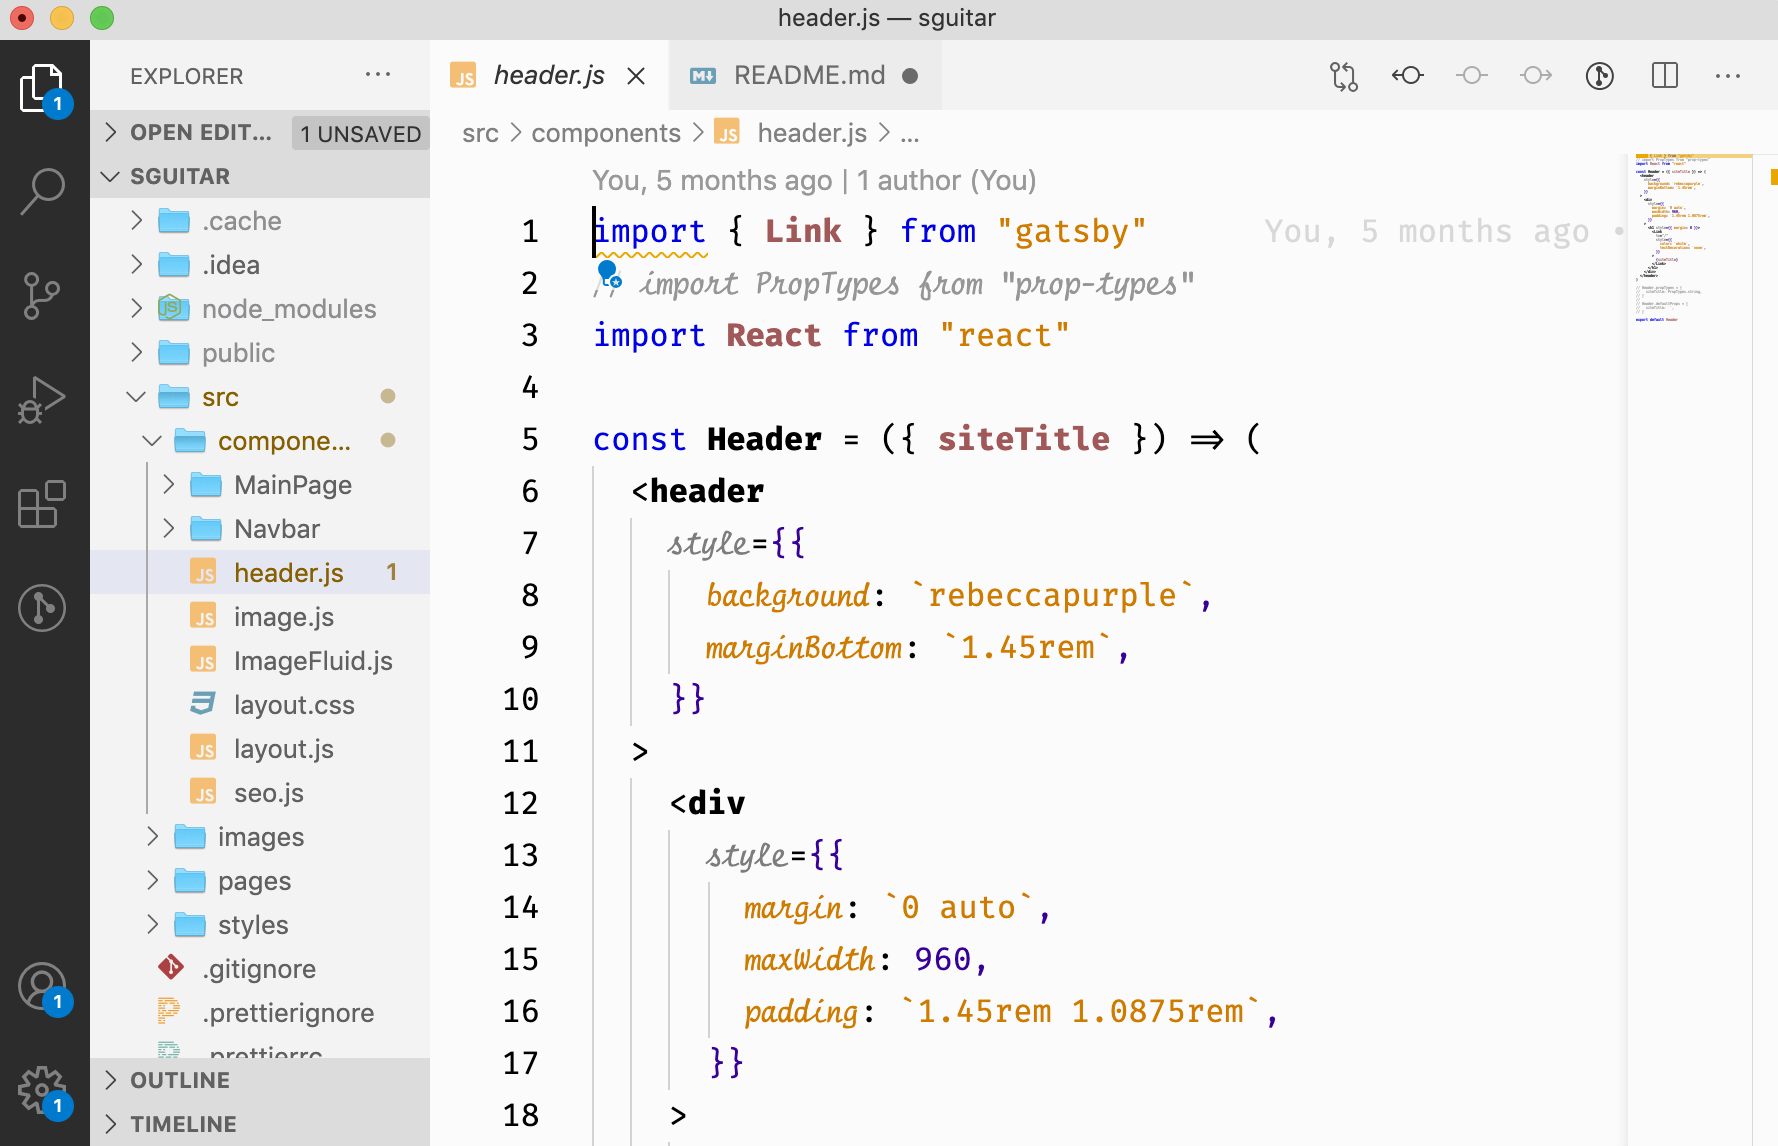 header.js — sguitar
EXPLORER
OPEN EDIT... 1 UNSAVED
SGUITAR
.cache
.idea
node_modules
public
src
compone...
MainPage
Navbar
header.js 1
image.js
ImageFluid.js
layout.css
layout.js
seo.js
images
pages
styles
.gitignore
.prettierignore
.prettierrc
OUTLINE
TIMELINE
1
1
1
JS header.js
README.md
src > components > JS header.js > ...
You, 5 months ago | 1 author (You)
1 import { Link } from "gatsby" You, 5 months ago •
2 // import PropTypes from "prop-types"
3 import React from "react"
4
5 const Header = ({ siteTitle }) => (
6 <header
7 style={{
8 background: `rebeccapurple`,
9 marginBottom: `1.45rem`,
10 }}
11 >
12 <div
13 style={{
14 margin: `0 auto`,
15 maxWidth: 960,
16 padding: `1.45rem 1.0875rem`,
17 }}
18 >